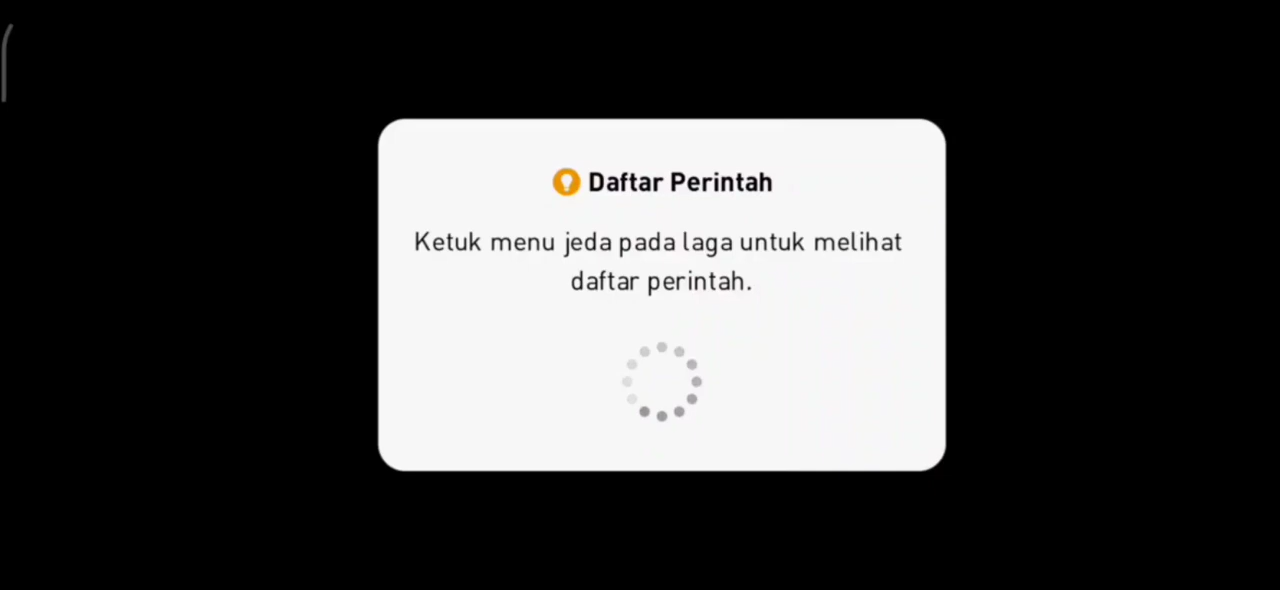 Daftar Perintah
Ketuk menu jeda pada laga untuk melihat
daftar perintah.